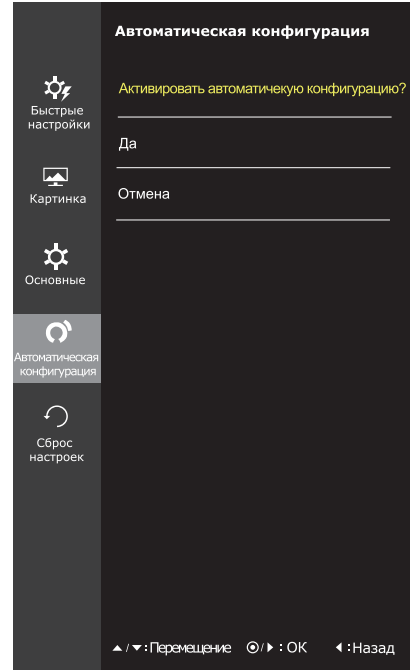 Автоматическая конфигурация
Активировать автоматичекую конфигурацию?
Да
Отмена
Быстрые
настройки
Картинка
Основные
Автоматическая
конфигурация
Сброс
настроек
▲/▼:Перемещение ⦿/▶ : OK ◀ :Назад